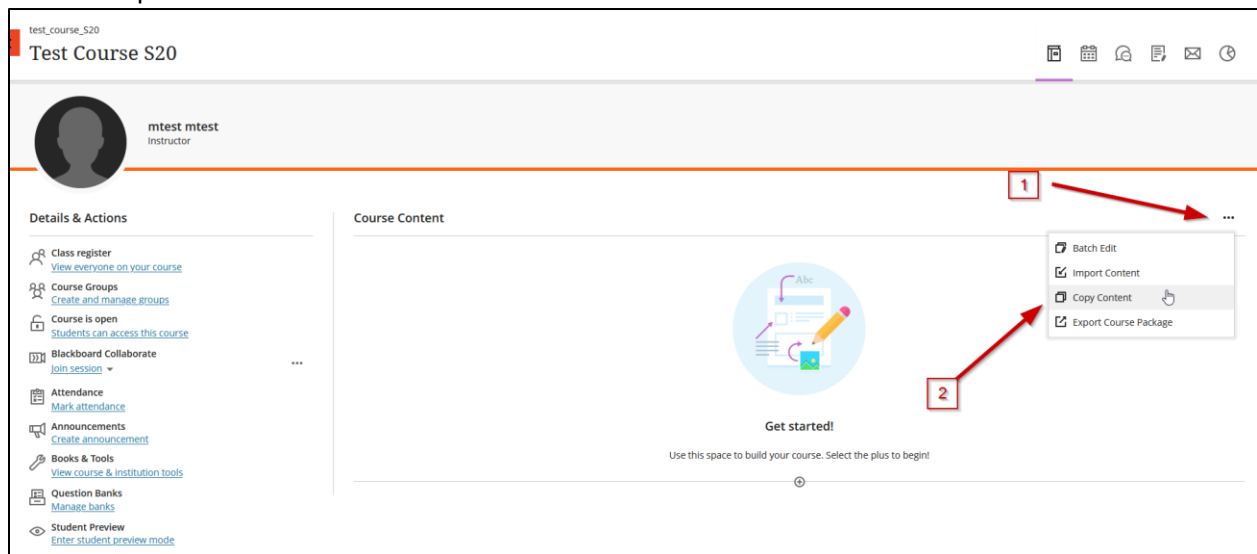 test_course_S20
Test Course S20
mtest mtest
Instructor
1
Details & Actions
Class register
View everyone on your course
Course Groups
Create and manage groups
Course is open
Students can access this course
Blackboard Collaborate
Join session
Attendance
Mark attendance
Announcements
Create announcement
Books & Tools
View course & institution tools
Question Banks
Manage banks
Student Preview
Enter student preview mode
Course Content
Batch Edit
Import Content
Copy Content
Export Course Package
2
Abc
Get started!
Use this space to build your course. Select the plus to begin!